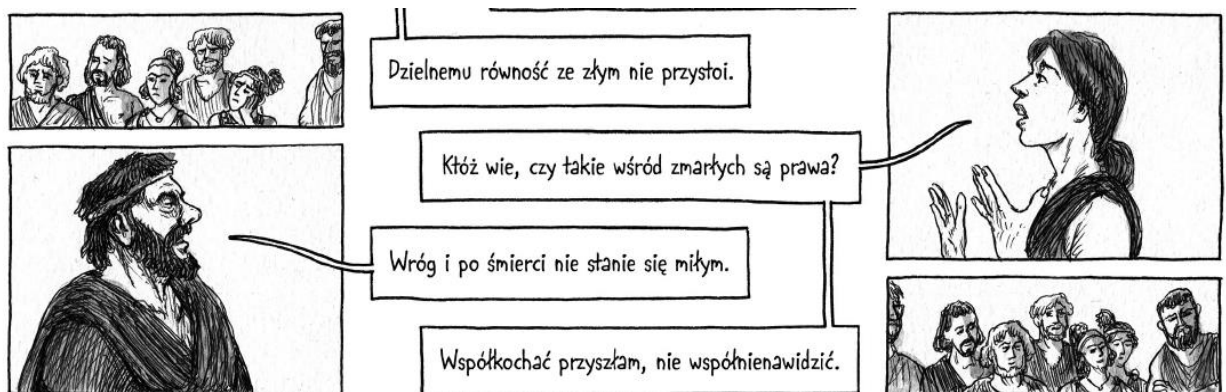 Dzielnemu równość ze złym nie przystoi.
Któż wie, czy takie wśród zmarłych są prawa?
Wróg i po śmierci nie stanie się miłym.
Współkochać przyszłam, nie współnienawidzić.